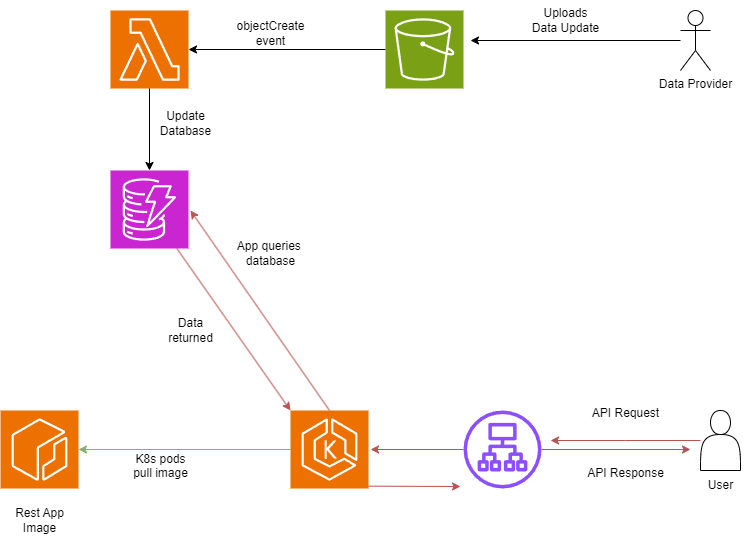 Uploads
Data Update
objectCreate
event
Data Provider
Update
Database
App queries
database
Data
returned
API Request
K
K8s pods
pull image
API Response
User
Rest App
Image